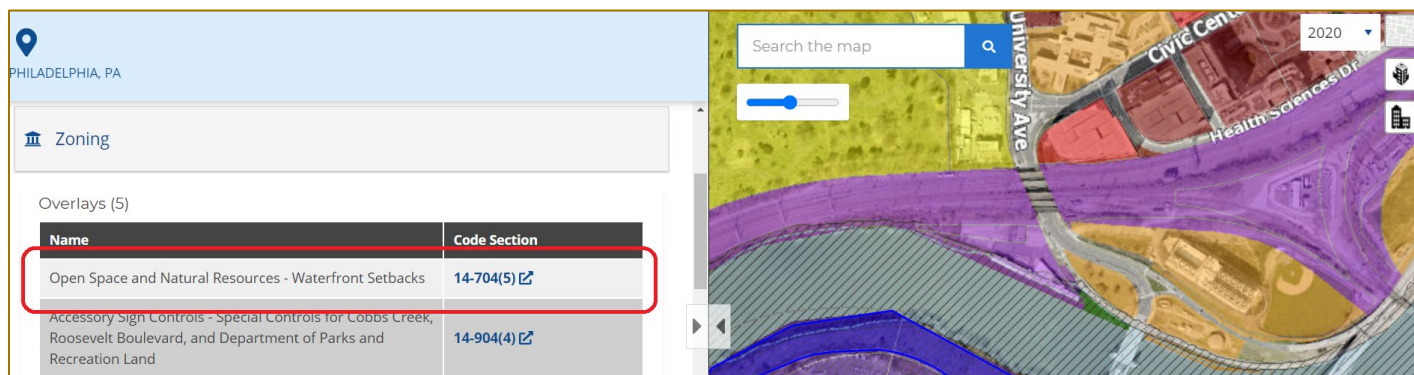 PHILADELPHIA, PA
Zoning
Overlays (5)
Name Code Section
Open Space and Natural Resources - Waterfront Setbacks 14-704(5)
Accessory Sign Controls - Special Controls for Cobbs Creek,
Roosevelt Boulevard, and Department of Parks and
Recreation Land
14-904(4)
Search the map
2020
University Ave
Civic Cente
Health Sciences Dr